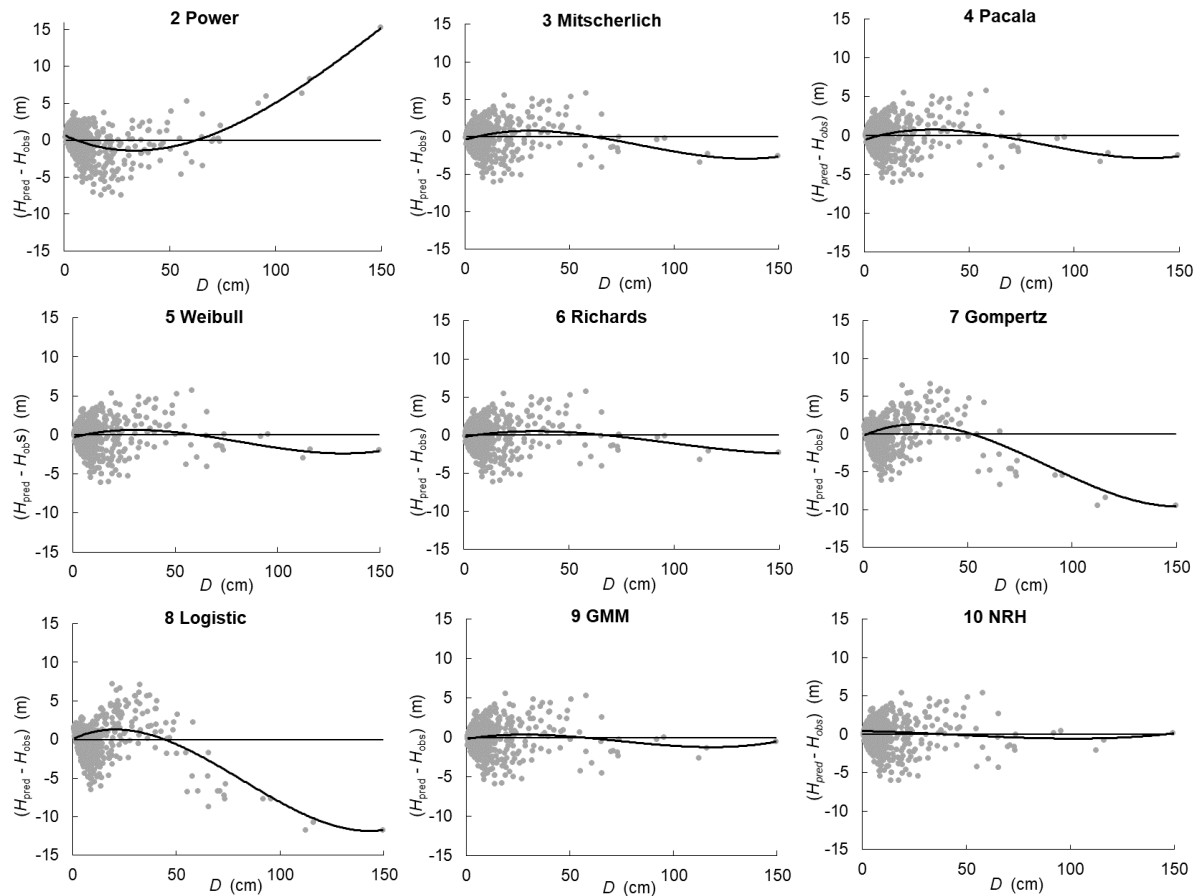 2 Power
15
10
5
0
-5
-10
-15
(Hpred - Hobs) (m)
0 50 100 150
D (cm)
3 Mitscherlich
15
10
5
0
-5
-10
-15
(Hpred - Hobs) (m)
0 50 100 150
D (cm)
4 Pacala
15
10
5
0
-5
-10
-15
(Hpred - Hobs) (m)
0 50 100 150
D (cm)
5 Weibull
15
10
5
0
-5
-10
-15
(Hpred - Hobs) (m)
0 50 100 150
D (cm)
6 Richards
15
10
5
0
-5
-10
-15
(Hpred - Hobs) (m)
0 50 100 150
D (cm)
7 Gompertz
15
10
5
0
-5
-10
-15
(Hpred - Hobs) (m)
0 50 100 150
D (cm)
8 Logistic
15
10
5
0
-5
-10
-15
(Hpred - Hobs) (m)
0 50 100 150
D (cm)
9 GMM
15
10
5
0
-5
-10
-15
(Hpred - Hobs) (m)
0 50 100 150
D (cm)
10 NRH
15
10
5
0
-5
-10
-15
(Hpred - Hobs) (m)
0 50 100 150
D (cm)